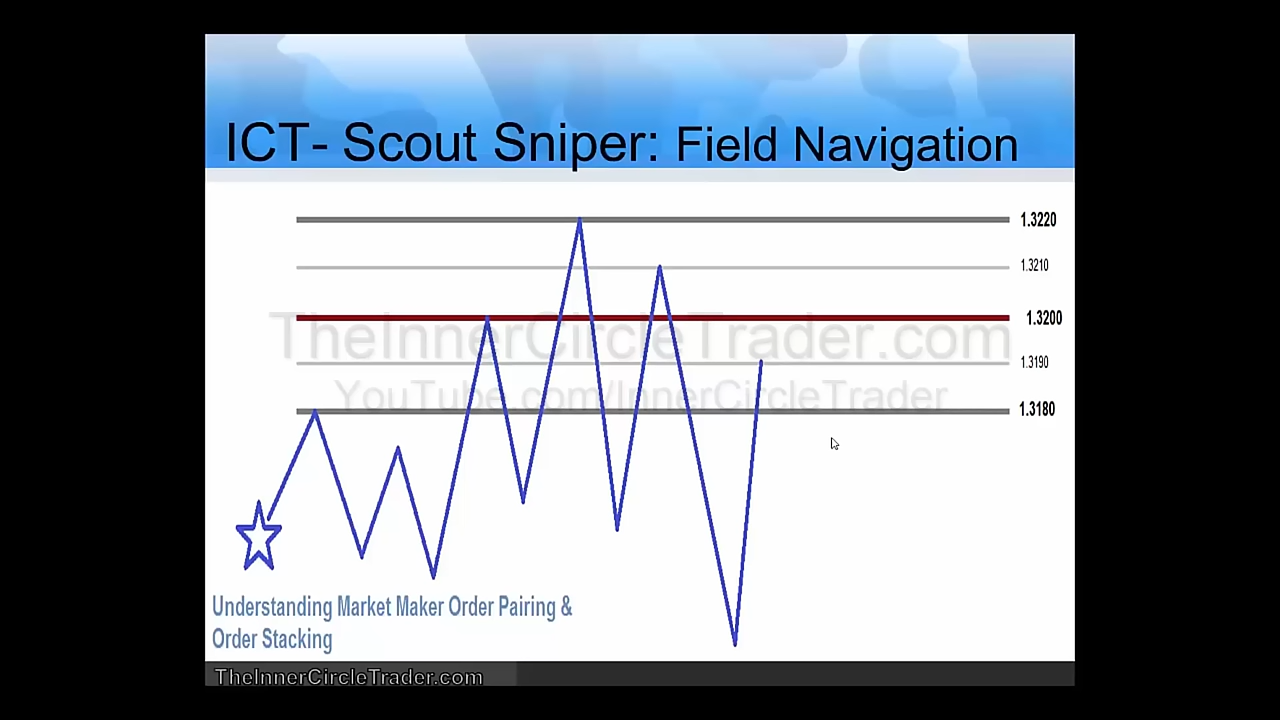 ICT- Scout Sniper: Field Navigation
1.3220
1.3210
1.3200
TheInnerCircleTrader.com
1.3190
YouTube.com/InnerCircleTrader
1.3180
Understanding Market Maker Order Pairing &
Order Stacking
TheInnerCircleTrader.com